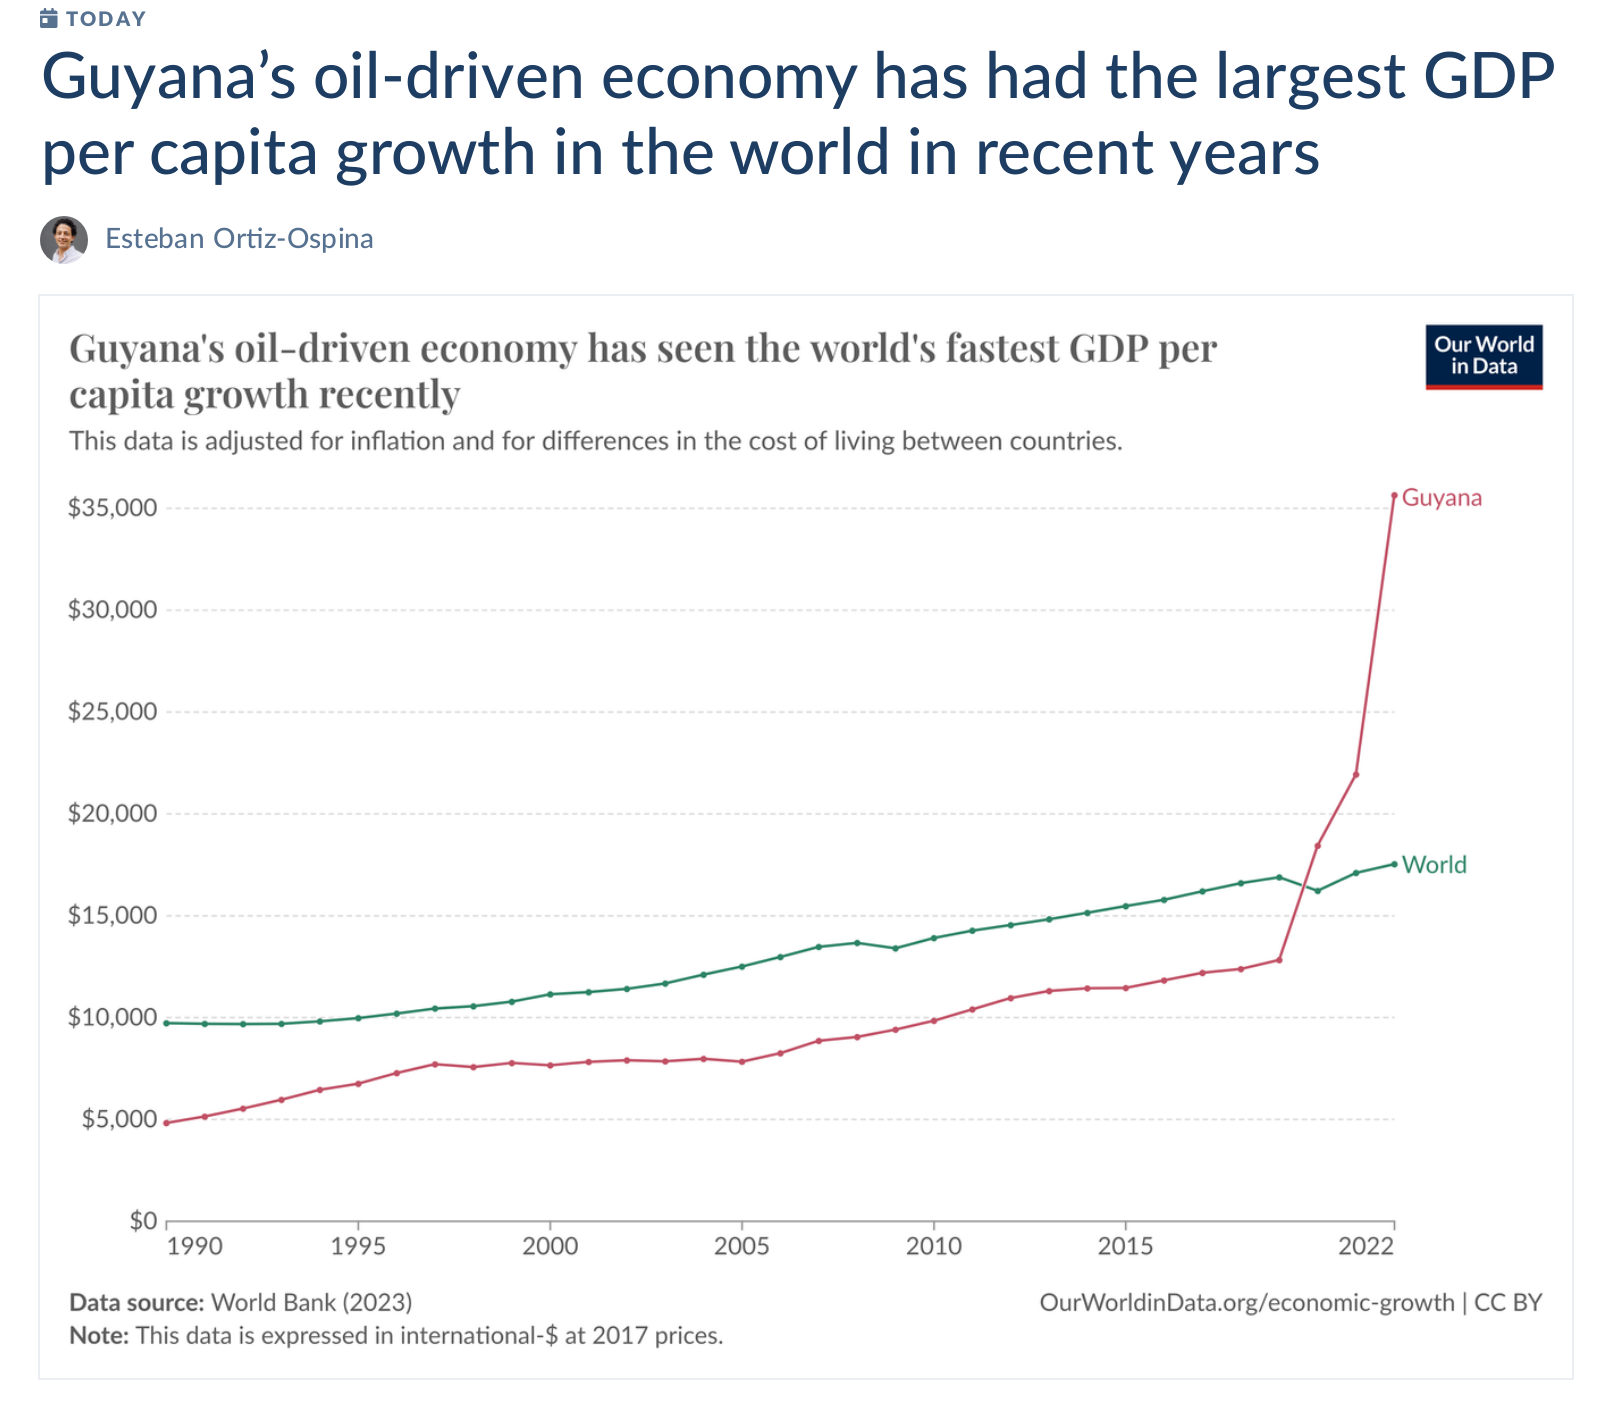 TODAY
Guyana’s oil-driven economy has had the largest GDP
per capita growth in the world in recent years
Esteban Ortiz-Ospina
Guyana's oil-driven economy has seen the world's fastest GDP per
capita growth recently
Our World
in Data
This data is adjusted for inflation and for differences in the cost of living between countries.
$35,000
Guyana
$30,000
$25,000
$20,000
World
$15,000
$10,000
$5,000
$0
1990 1995 2000 2005 2010 2015 2022
Data source: World Bank (2023)
OurWorldinData.org/economic-growth | CC BY
Note: This data is expressed in international-$ at 2017 prices.